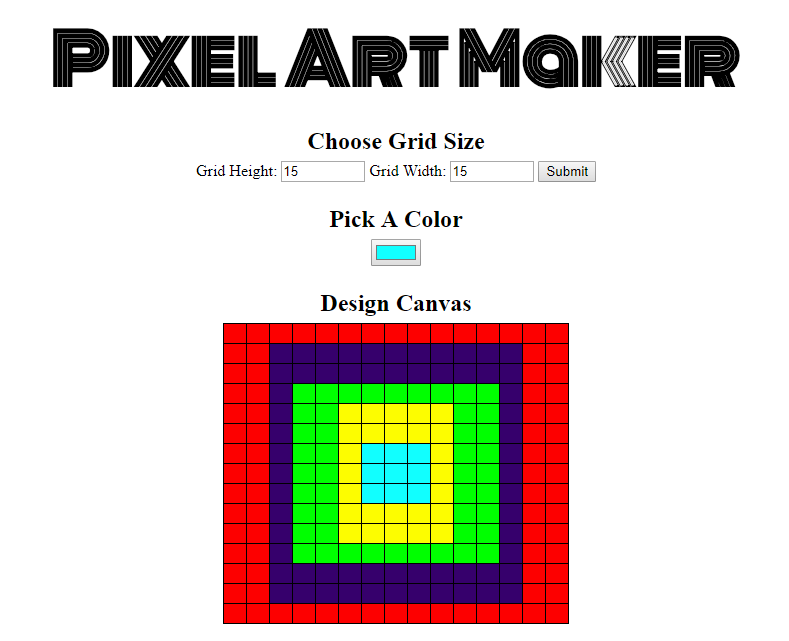 Pixel Art Maker
Choose Grid Size
Grid Height: 15 Grid Width: 15 Submit
Pick A Color
Design Canvas